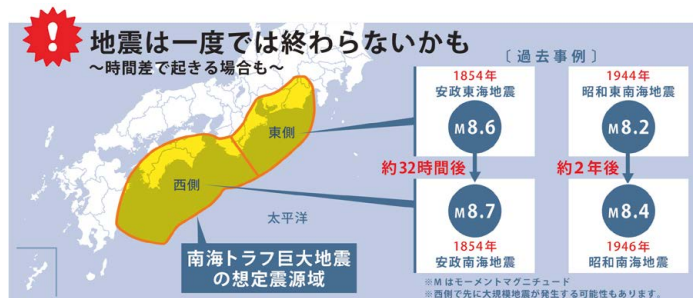 !
地震は一度では終わらないかも
〜時間差で起きる場合も〜
〔過去事例〕
東側
西側
太平洋
南海トラフ巨大地震
の想定震源域
1854年
安政東海地震
M8.6
約32時間後
M8.7
1854年
安政南海地震
1944年
昭和東南海地震
M8.2
約2年後
M8.4
1946年
昭和南海地震
※Mはモーメントマグニチュード
※西側で先に大規模地震が発生する可能性もあります。